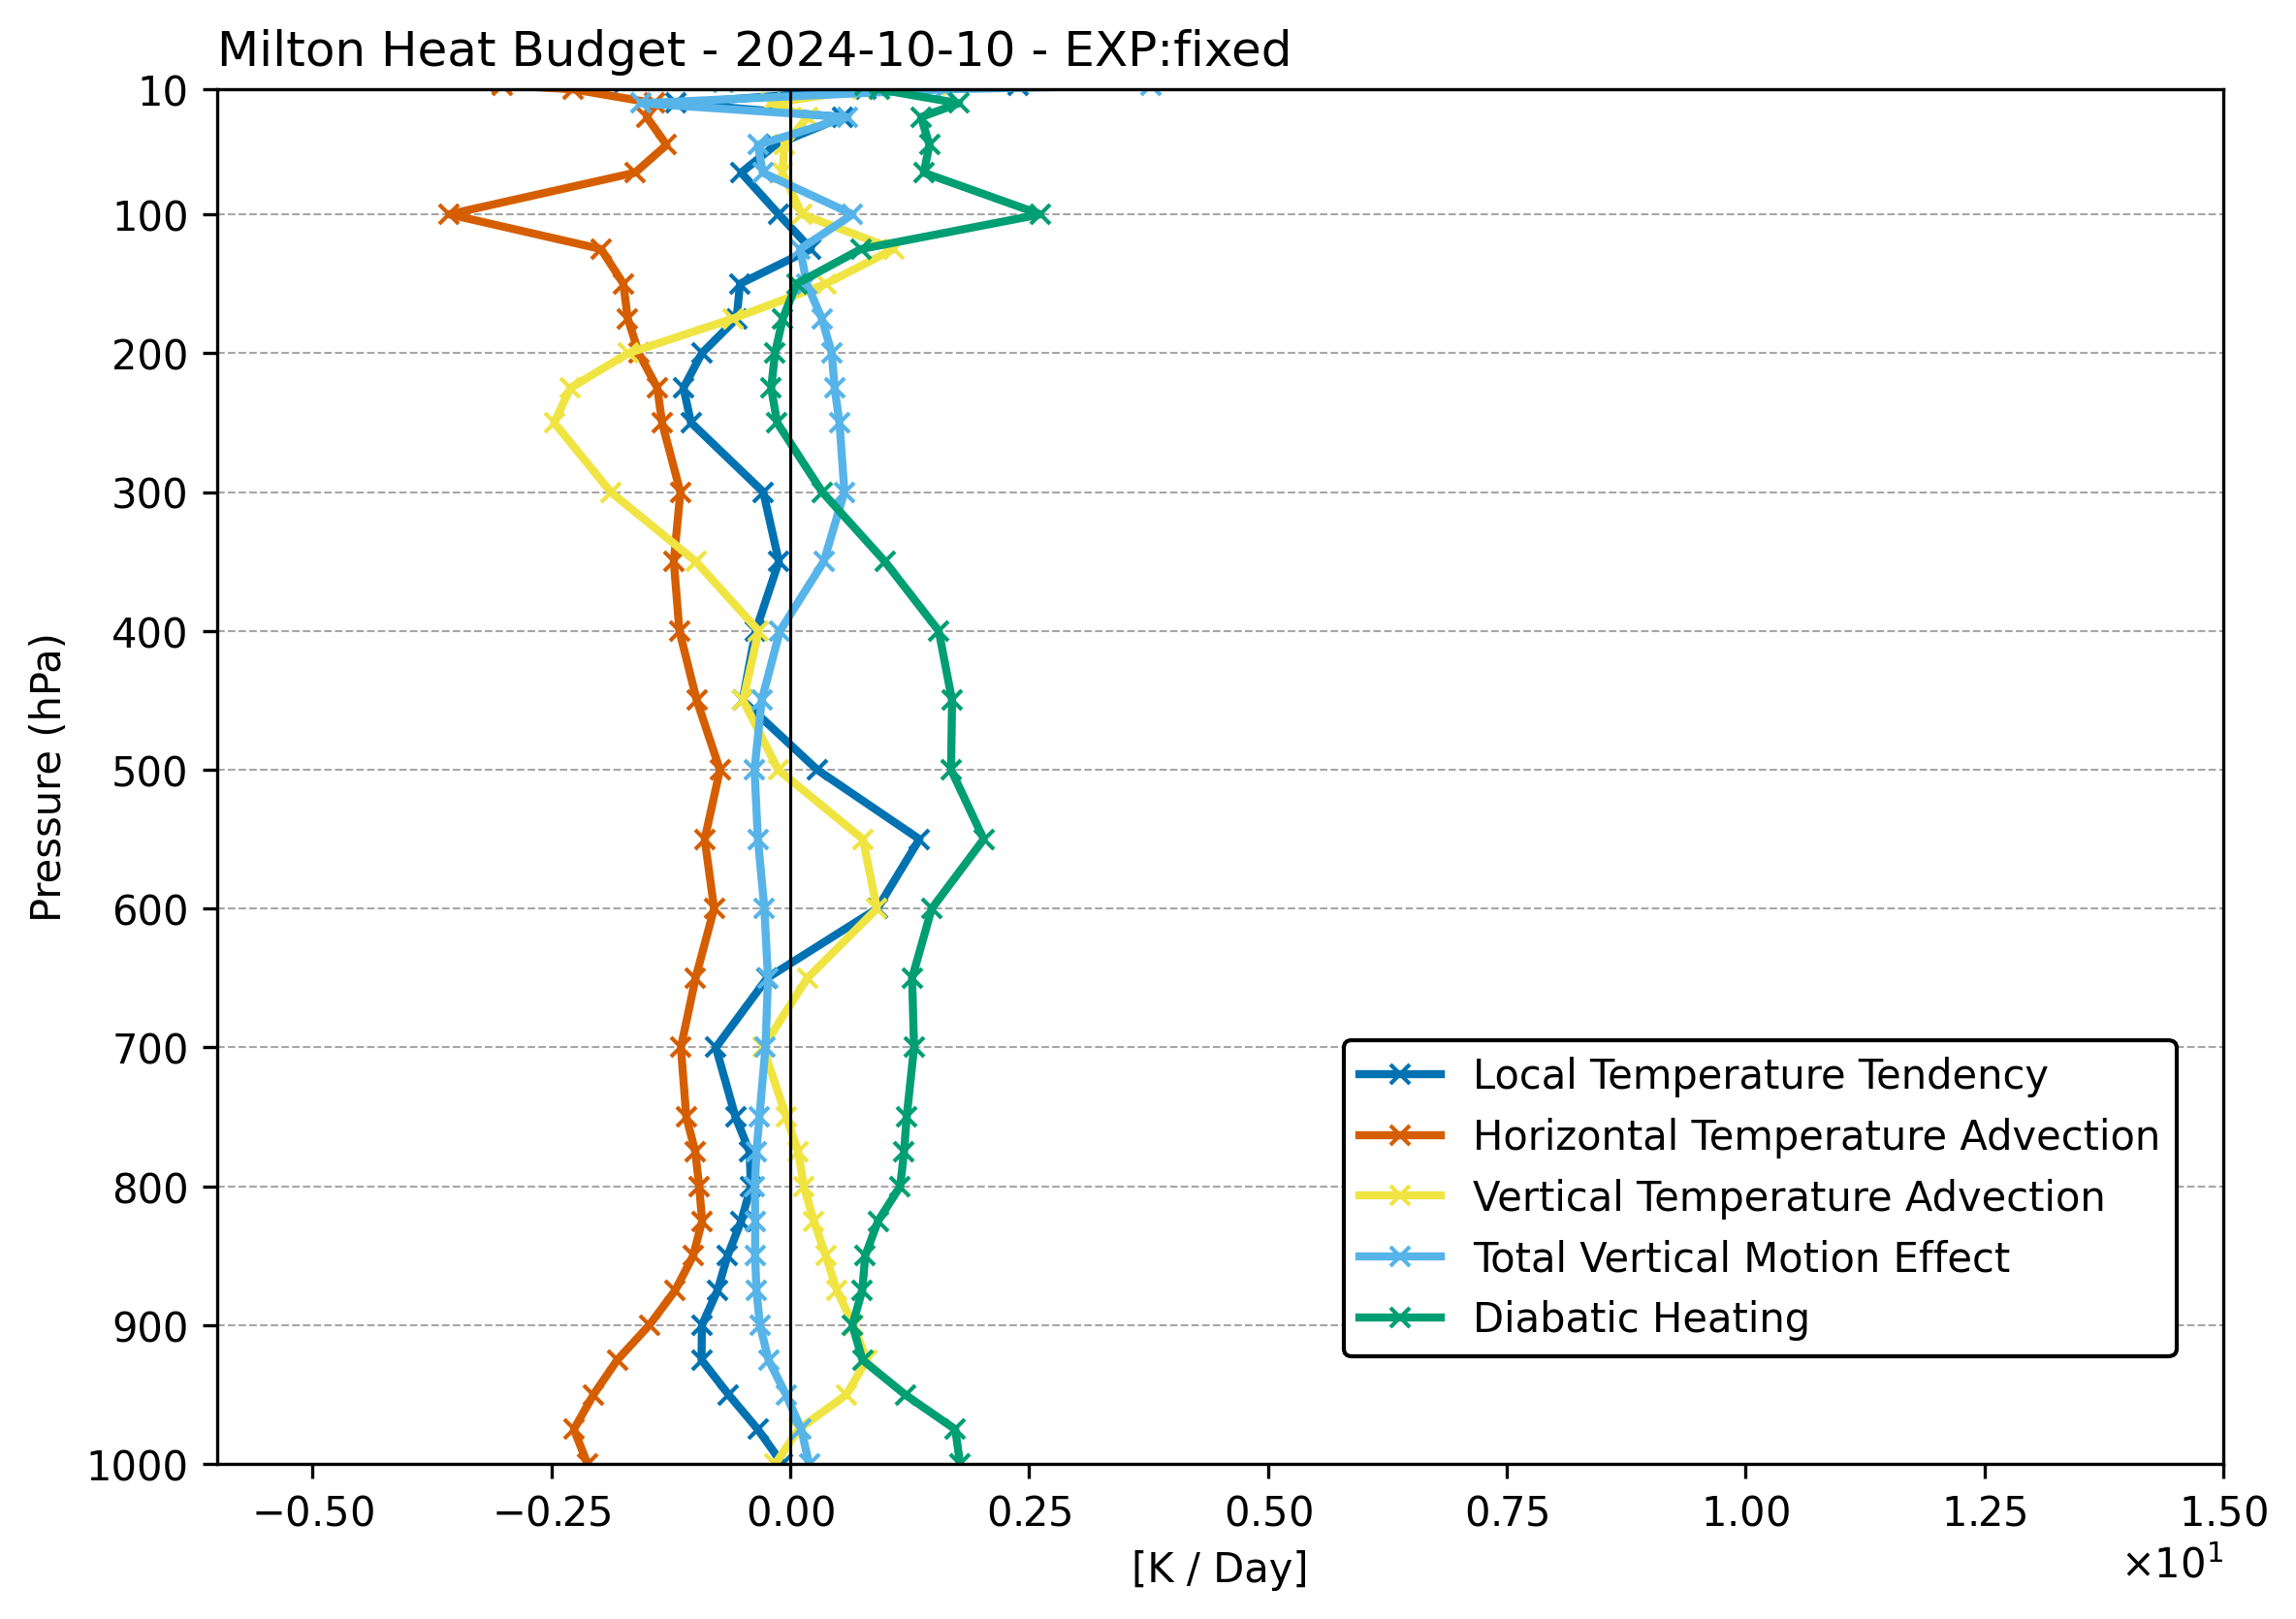 Milton Heat Budget - 2024-10-10 - EXP:fixed
10
100
200
300
400
500
600
700
800
900
1000
Pressure (hPa)
Local Temperature Tendency
Horizontal Temperature Advection
Vertical Temperature Advection
Total Vertical Motion Effect
Diabatic Heating
−0.50 −0.25 0.00 0.25 0.50 0.75 1.00 1.25 1.50
[K / Day]
×10¹